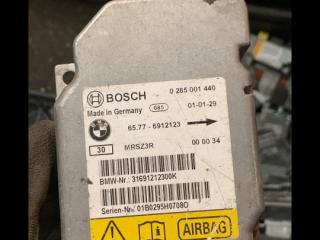 BOSCH 0 285 001 440
Made in Germany 685 01-01-29
65.77 - 6912123
30 MRSZ3R 00 00 34
BMW-Nr.: 31691212300K
Serien-Nr.: 01B0295H0708O
AIRBAG